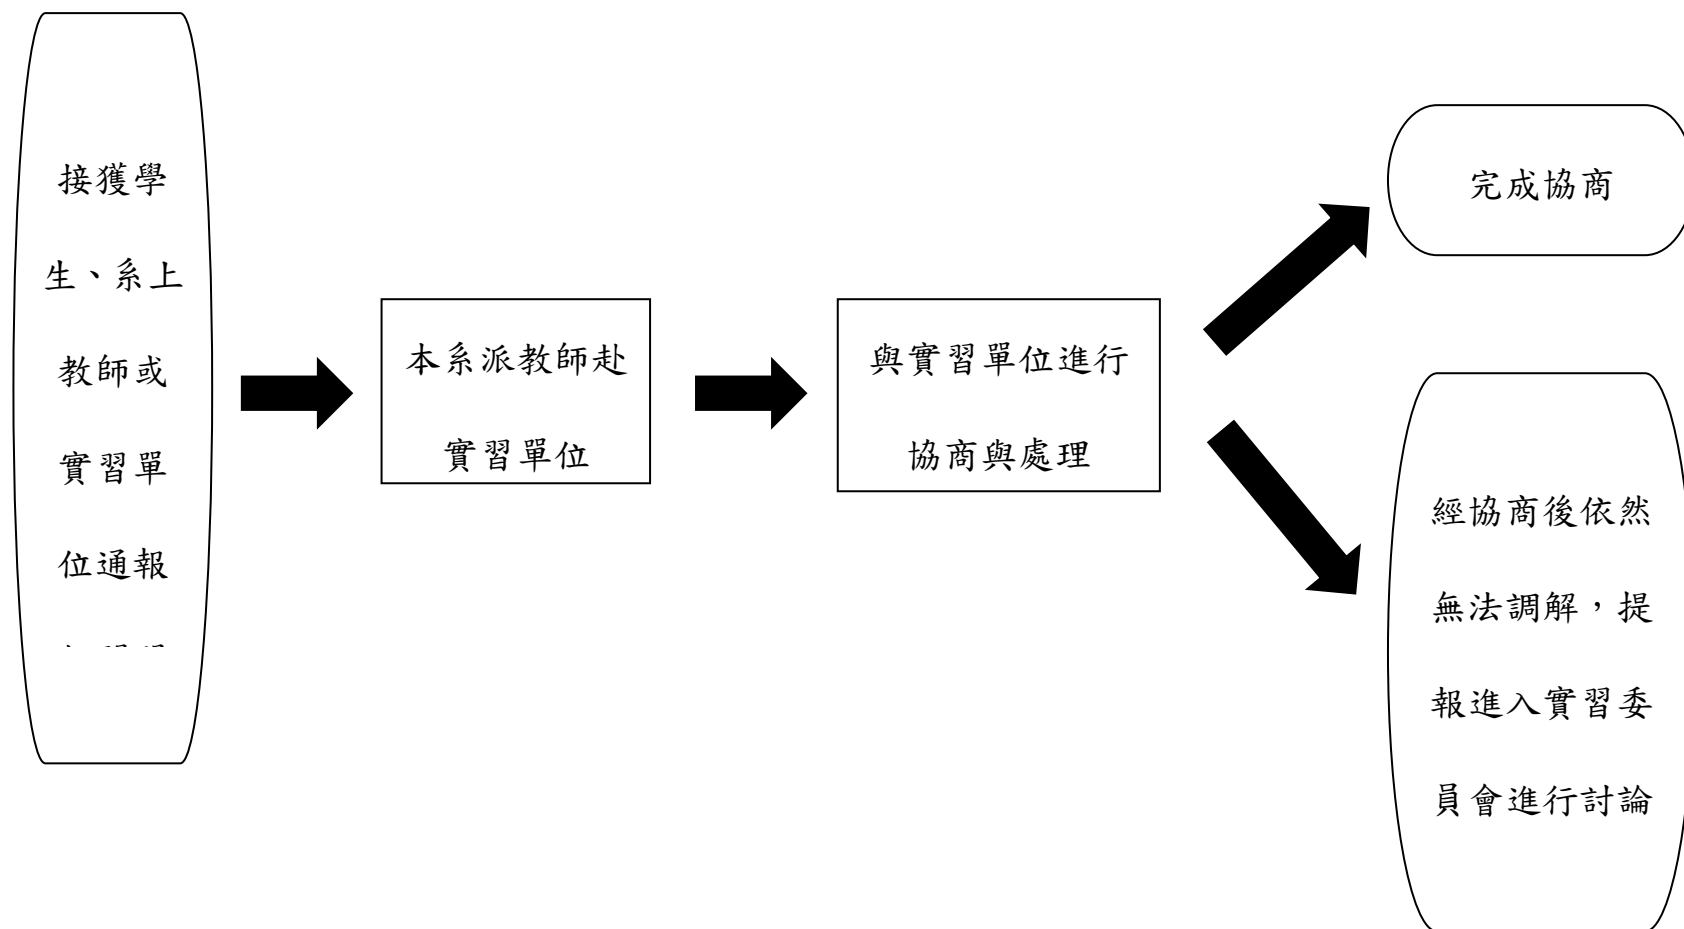 接獲學
生、系上
教師或
實習單
位通報
本系派教師赴
實習單位
與實習單位進行
協商與處理
完成協商
經協商後依然
無法調解，提
報進入實習委
員會進行討論